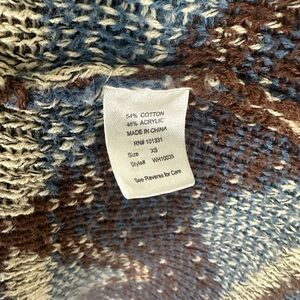 54% COTTON
46% ACRYLIC
MADE IN CHINA
RN# 101331
Size XS
Style# WH10035
See Reverse for Care